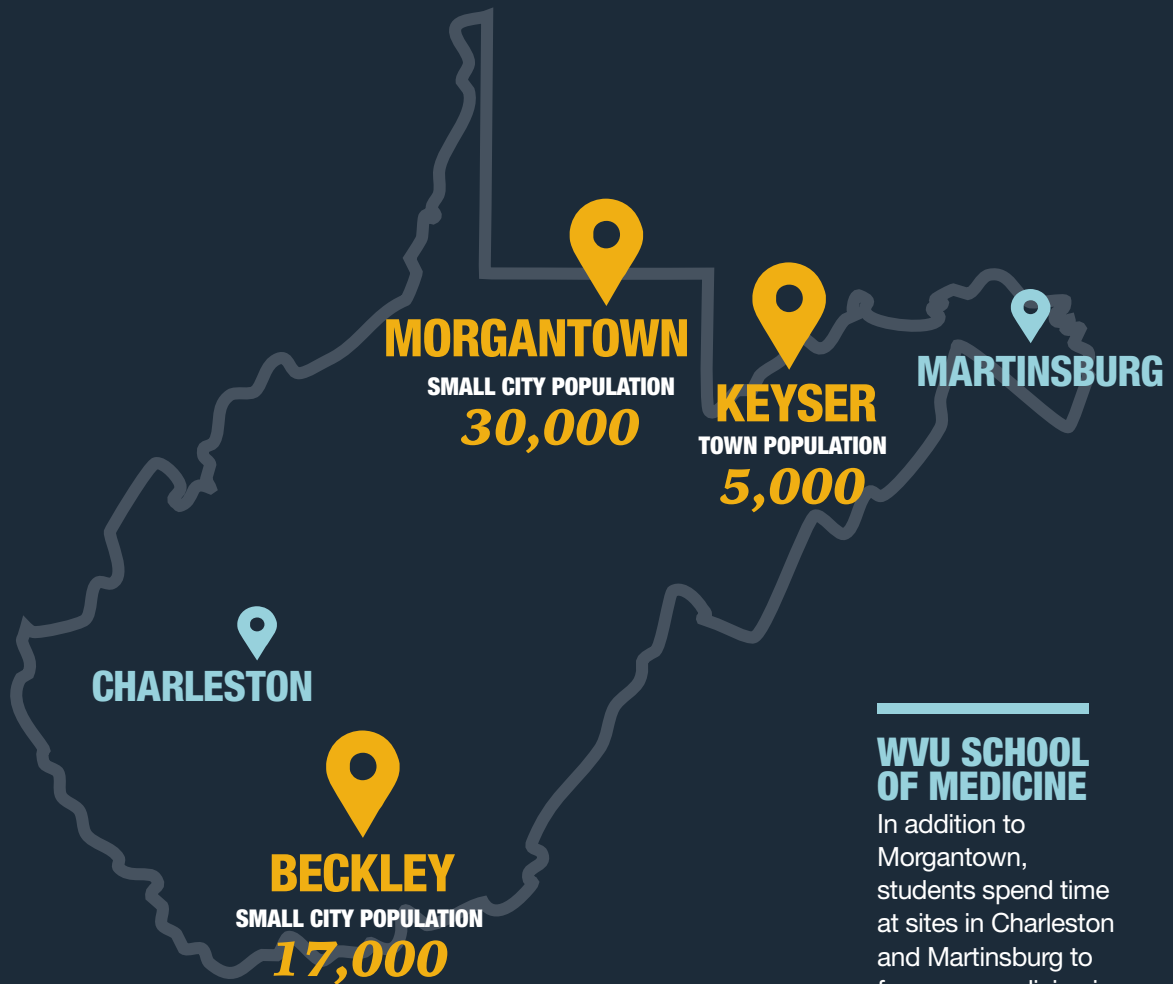 MORGANTOWN
SMALL CITY POPULATION
30,000
KEYSER
TOWN POPULATION
5,000
MARTINSBURG
CHARLESTON
BECKLEY
SMALL CITY POPULATION
17,000
WVU SCHOOL
OF MEDICINE
In addition to
Morgantown,
students spend time
at sites in Charleston
and Martinsburg to